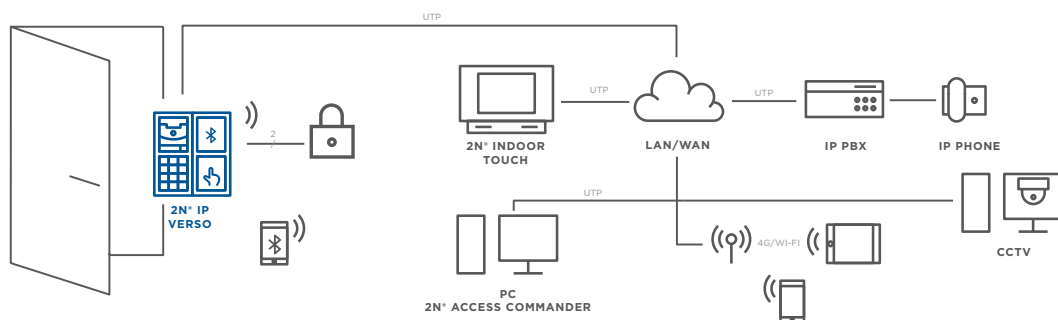 UTP
UTP
UTP
2N® INDOOR
TOUCH
LAN/WAN
IP PBX
IP PHONE
2
2N® IP
VERSO
UTP
4G/WI-FI
CCTV
PC
2N® ACCESS COMMANDER